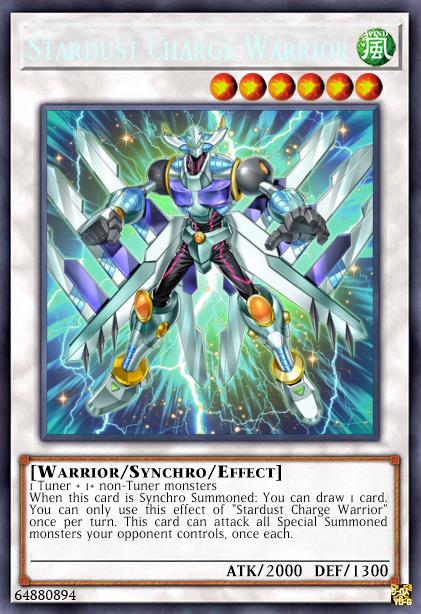 Stardust Charge Warrior
WIND
風
[Warrior/Synchro/Effect]
1 Tuner + 1+ non-Tuner monsters
When this card is Synchro Summoned: You can draw 1 card.
You can only use this effect of "Stardust Charge Warrior"
once per turn. This card can attack all Special Summoned
monsters your opponent controls, once each.
ATK/2000 DEF/1300
64880894